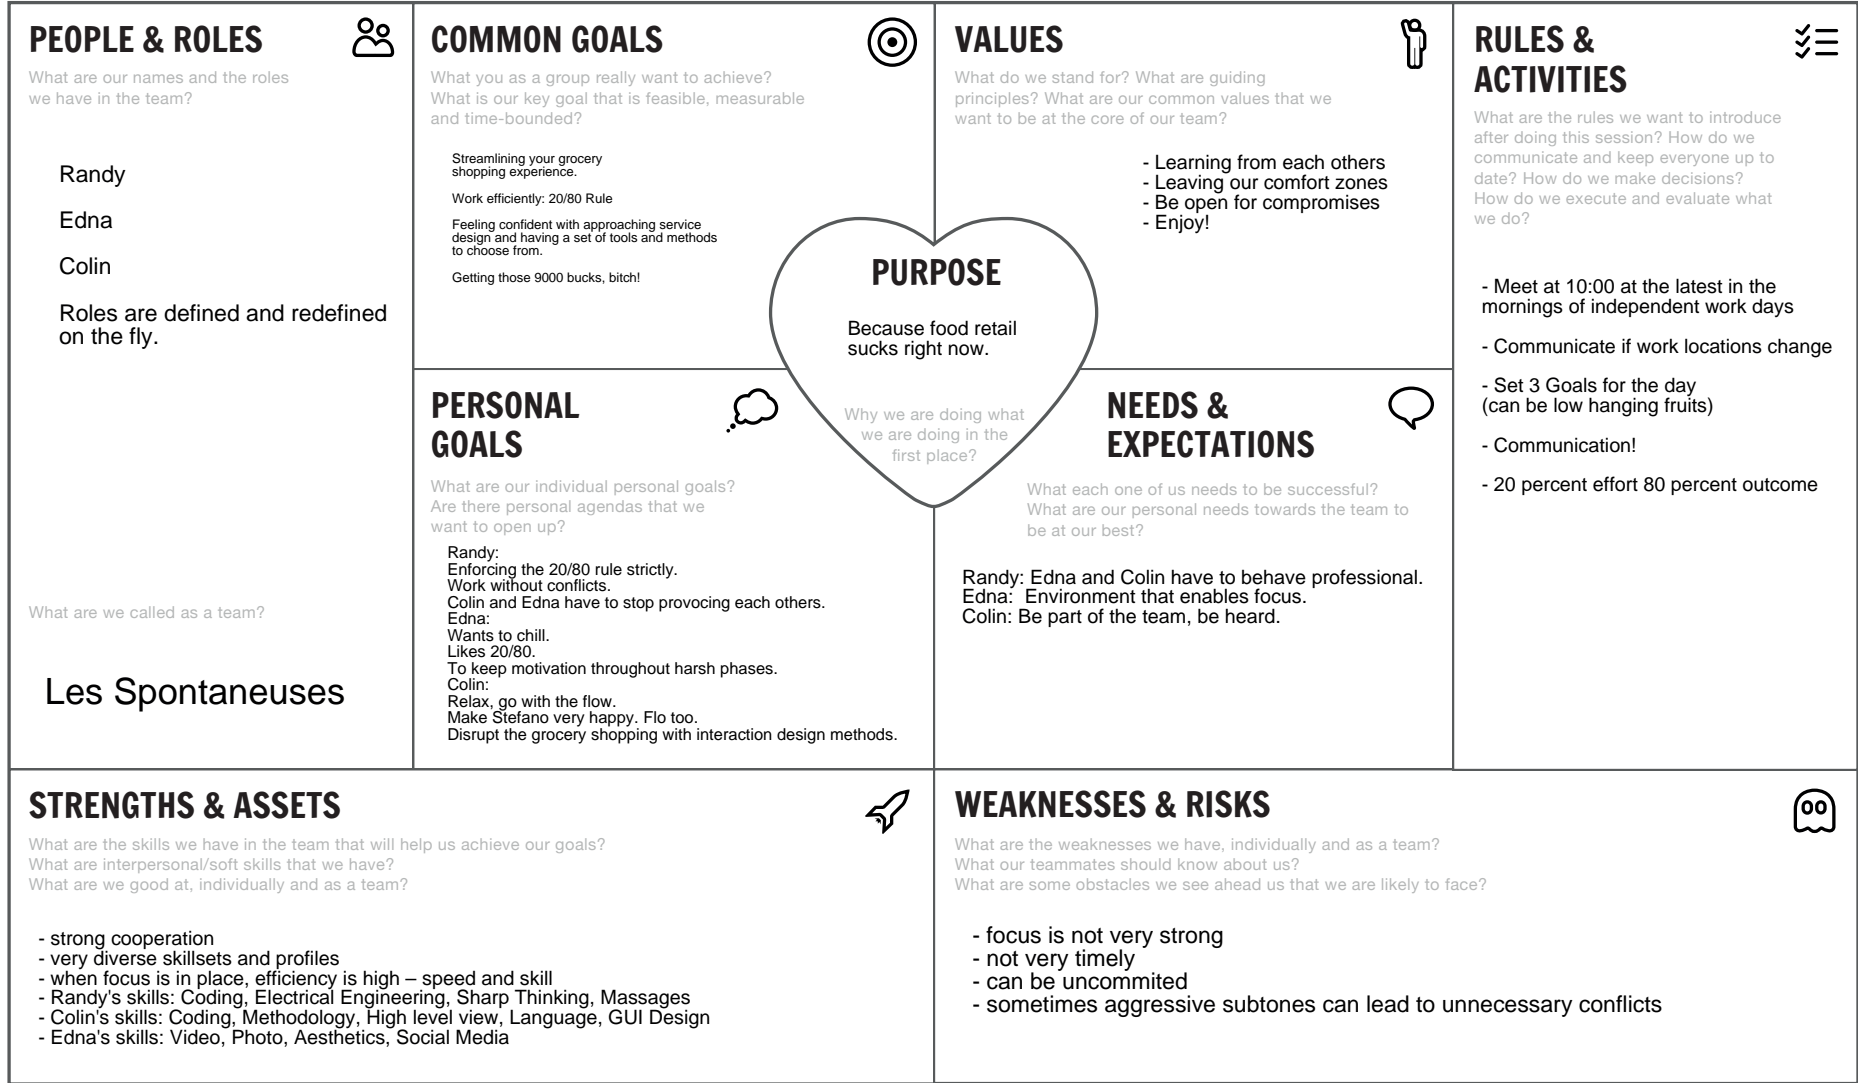 PEOPLE & ROLES
What are our names and the roles
we have in the team?
Randy
Edna
Colin
Roles are defined and redefined
on the fly.
What are we called as a team?
Les Spontaneuses
COMMON GOALS
What you as a group really want to achieve?
What is our key goal that is feasible, measurable
and time-bounded?
Streamlining your grocery
shopping experience.
Work efficiently: 20/80 Rule
Feeling confident with approaching service
design and having a set of tools and methods
to choose from.
Getting those 9000 bucks, bitch!
PERSONAL
GOALS
What are our individual personal goals?
Are there personal agendas that we
want to open up?
Randy:
Enforcing the 20/80 rule strictly.
Work without conflicts.
Colin and Edna have to stop provocing each others.
Edna:
Wants to chill.
Likes 20/80.
To keep motivation throughout harsh phases.
Colin:
Relax, go with the flow.
Make Stefano very happy. Flo too.
Disrupt the grocery shopping with interaction design methods.
PURPOSE
Because food retail
sucks right now.
Why we are doing what
we are doing in the
first place?
VALUES
What do we stand for? What are guiding
principles? What are our common values that we
want to be at the core of our team?
- Learning from each others
- Leaving our comfort zones
- Be open for compromises
- Enjoy!
NEEDS &
EXPECTATIONS
What each one of us needs to be successful?
What are our personal needs towards the team to
be at our best?
Randy: Edna and Colin have to behave professional.
Edna:  Environment that enables focus.
Colin: Be part of the team, be heard.
RULES &
ACTIVITIES
What are the rules we want to introduce
after doing this session? How do we
communicate and keep everyone up to
date? How do we make decisions?
How do we execute and evaluate what
we do?
- Meet at 10:00 at the latest in the
mornings of independent work days
- Communicate if work locations change
- Set 3 Goals for the day
(can be low hanging fruits)
- Communication!
- 20 percent effort 80 percent outcome
STRENGTHS & ASSETS
What are the skills we have in the team that will help us achieve our goals?
What are interpersonal/soft skills that we have?
What are we good at, individually and as a team?
- strong cooperation
- very diverse skillsets and profiles
- when focus is in place, efficiency is high – speed and skill
- Randy's skills: Coding, Electrical Engineering, Sharp Thinking, Massages
- Colin's skills: Coding, Methodology, High level view, Language, GUI Design
- Edna's skills: Video, Photo, Aesthetics, Social Media
WEAKNESSES & RISKS
What are the weaknesses we have, individually and as a team?
What our teammates should know about us?
What are some obstacles we see ahead us that we are likely to face?
- focus is not very strong
- not very timely
- can be uncommited
- sometimes aggressive subtones can lead to unnecessary conflicts